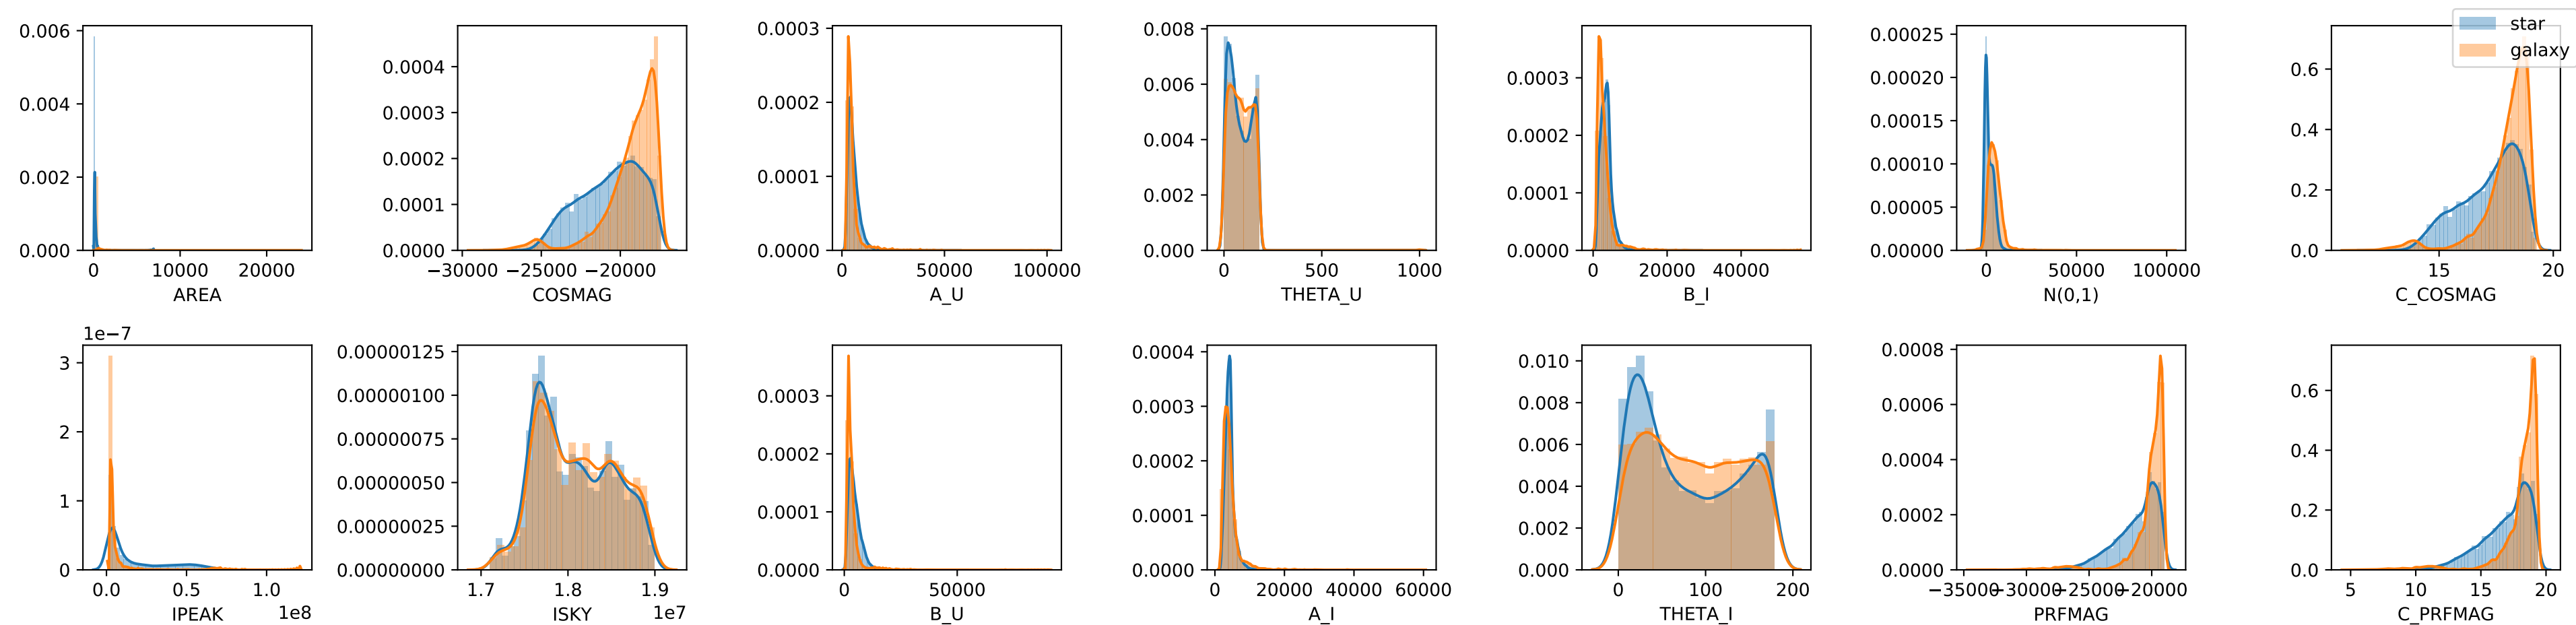 star
galaxy
0.006
0.004
0.002
0.000
0 10000 20000
AREA
0.0004
0.0003
0.0002
0.0001
0.0000
−30000 −25000 −20000
COSMAG
0.0003
0.0002
0.0001
0.0000
0 50000 100000
A_U
0.008
0.006
0.004
0.002
0.000
0 500 1000
THETA_U
0.0003
0.0002
0.0001
0.0000
0 20000 40000
B_I
0.00025
0.00020
0.00015
0.00010
0.00005
0.00000
0 50000 100000
N(0,1)
0.6
0.4
0.2
0.0
15 20
C_COSMAG
1e−7
3
2
1
0
0.0 0.5 1.0
1e8
IPEAK
0.00000125
0.00000100
0.00000075
0.00000050
0.00000025
0.00000000
1.7 1.8 1.9
1e7
ISKY
0.0003
0.0002
0.0001
0.0000
0 50000
B_U
0.0004
0.0003
0.0002
0.0001
0.0000
0 20000 40000 60000
A_I
0.010
0.008
0.006
0.004
0.002
0.000
0 100 200
THETA_I
0.0008
0.0006
0.0004
0.0002
0.0000
−35000 −30000 −25000 −20000
PRFMAG
0.6
0.4
0.2
0.0
5 10 15 20
C_PRFMAG